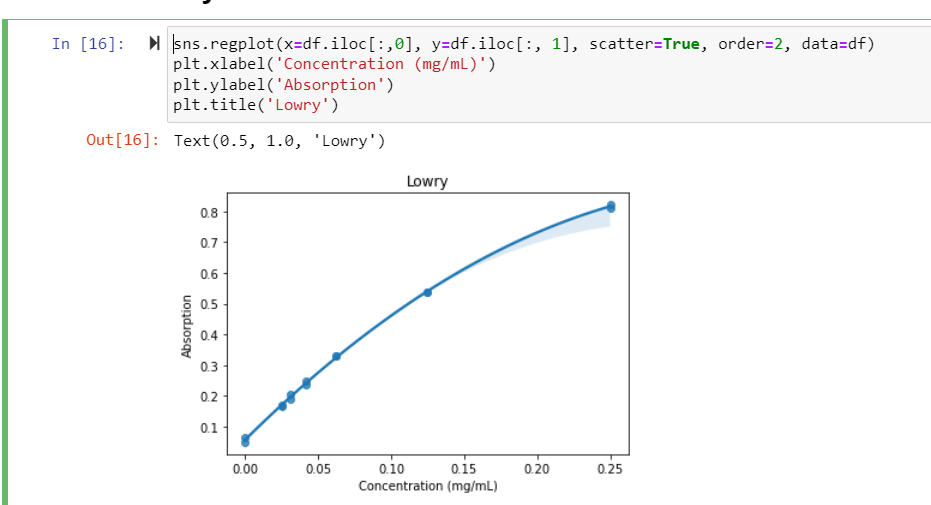 In [16]:
sns.regplot(x=df.iloc[:,0], y=df.iloc[:, 1], scatter=True, order=2, data=df)
plt.xlabel('Concentration (mg/mL)')
plt.ylabel('Absorption')
plt.title('Lowry')
Out[16]: Text(0.5, 1.0, 'Lowry')
Lowry
Absorption
0.8
0.7
0.6
0.5
0.4
0.3
0.2
0.1
0.00 0.05 0.10 0.15 0.20 0.25
Concentration (mg/mL)